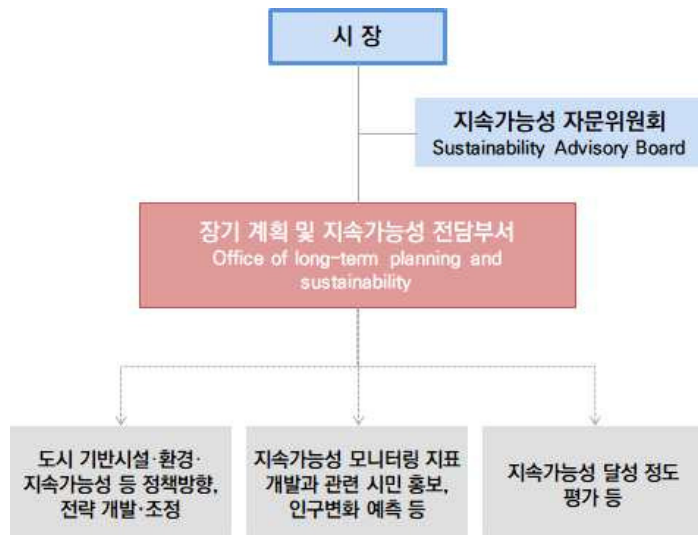 시 장
지속가능성 자문위원회
Sustainability Advisory Board
장기 계획 및 지속가능성 전담부서
Office of long-term planning and
sustainability
도시 기반시설·환경·
지속가능성 등 정책방향,
전략 개발·조정
지속가능성 모니터링 지표
개발과 관련 시민 홍보,
인구변화 예측 등
지속가능성 달성 정도
평가 등